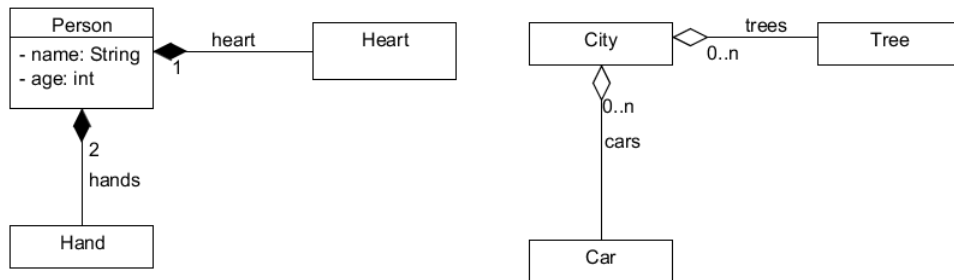 Person
- name: String
- age: int
heart
1
Heart
2
hands
Hand
City
trees
0..n
Tree
0..n
cars
Car